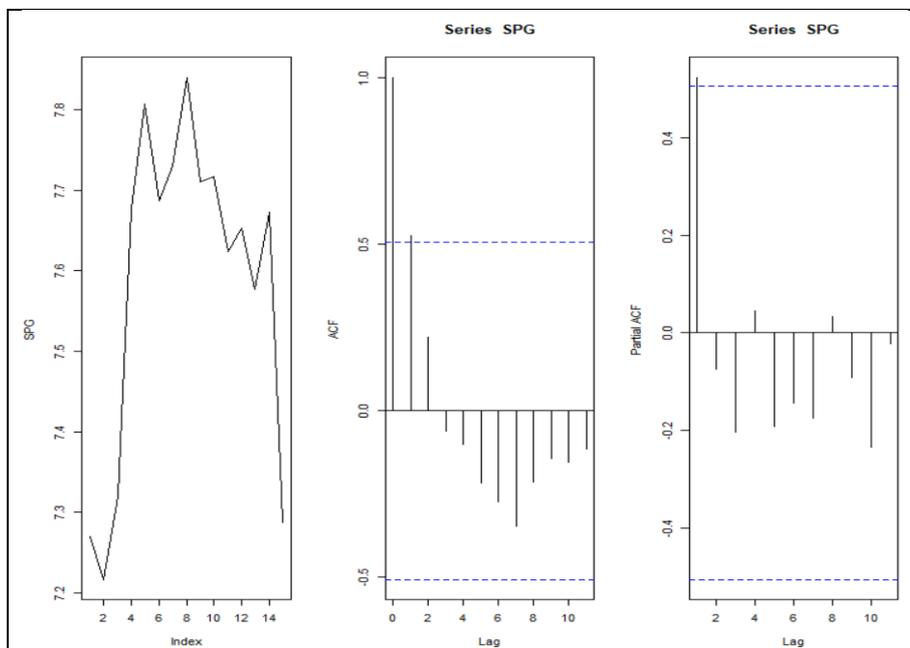 SPG
7.2
7.3
7.4
7.5
7.6
7.7
7.8
2 4 6 8 10 12 14
Index
Series SPG
ACF
-0.5
0.0
0.5
1.0
0 2 4 6 8 10
Lag
Series SPG
Partial ACF
-0.4
-0.2
0.0
0.2
0.4
2 4 6 8 10
Lag